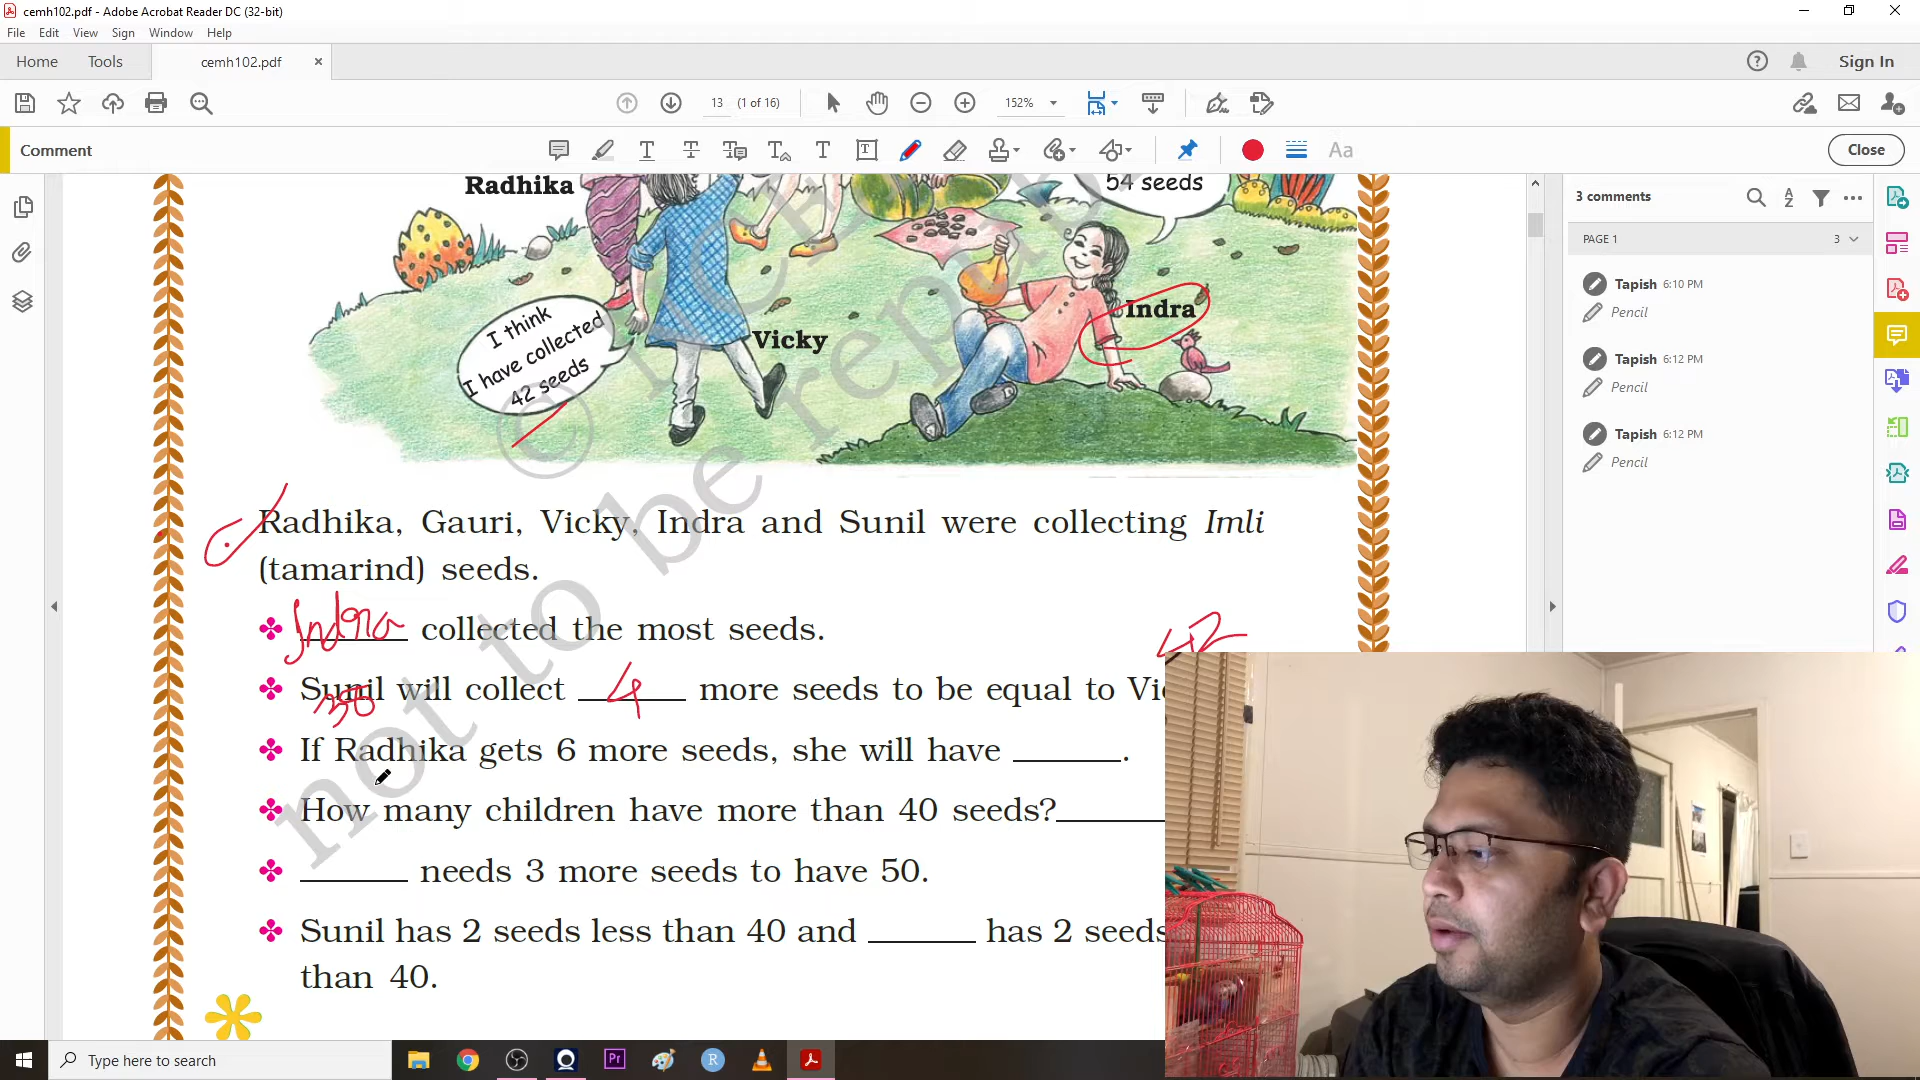 cemh102.pdf - Adobe Acrobat Reader DC (32-bit)
File Edit View Sign Window Help
Home Tools cemh102.pdf × Sign In
13 (1 of 16) 152%
Comment Close
3 comments
PAGE 1 3
Tapish 6:10 PM
Pencil
Tapish 6:12 PM
Pencil
Tapish 6:12 PM
Pencil
Radhika
54 seeds
Indra
I think
I have collected
42 seeds
Vicky
Radhika, Gauri, Vicky, Indra and Sunil were collecting Imli
(tamarind) seeds.
Indra collected the most seeds.
42
Sunil will collect 4 more seeds to be equal to Vic
38
If Radhika gets 6 more seeds, she will have ______.
How many children have more than 40 seeds?______
______ needs 3 more seeds to have 50.
Sunil has 2 seeds less than 40 and ______ has 2 seeds
than 40.
not to be
Type here to search